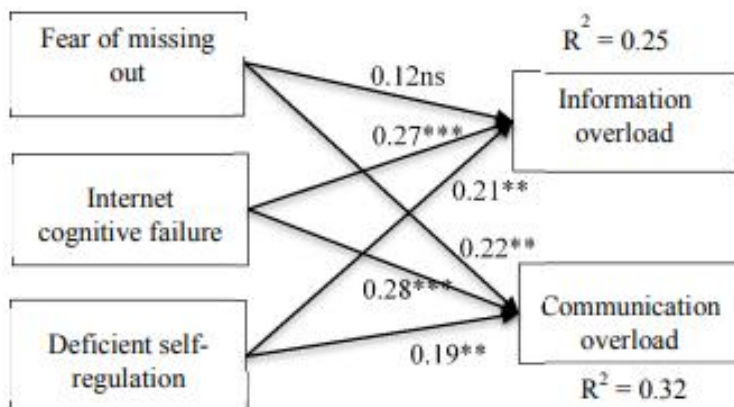 Fear of missing
out
R² = 0.25
0.12ns
Information
overload
0.27***
Internet
cognitive failure
0.21**
0.22**
0.28***
Communication
overload
Deficient self-
regulation
0.19**
R² = 0.32